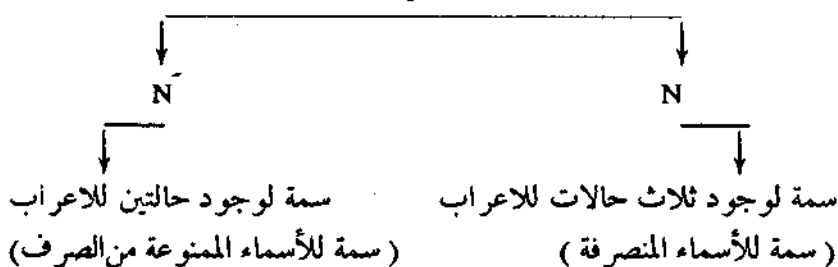 N N´
سمة لوجود ثلاث حالات للاعراب سمة لوجود حالتين للاعراب
( سمة للأسماء المنصرفة ) ( سمة للأسماء الممنوعة من الصرف)